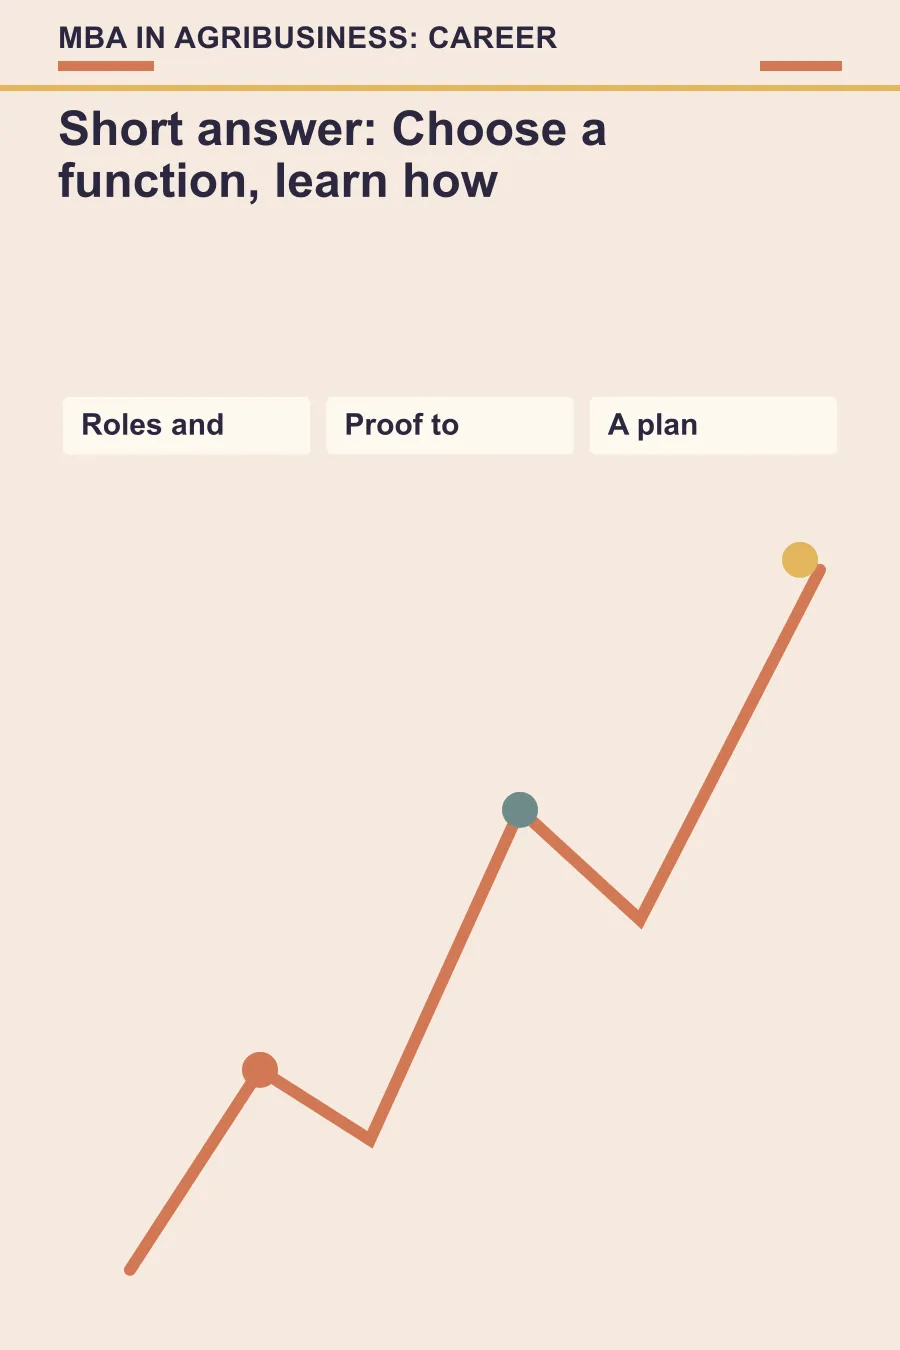 MBA IN AGRIBUSINESS: CAREER
Short answer: Choose a
function, learn how
Roles and
Proof to
A plan